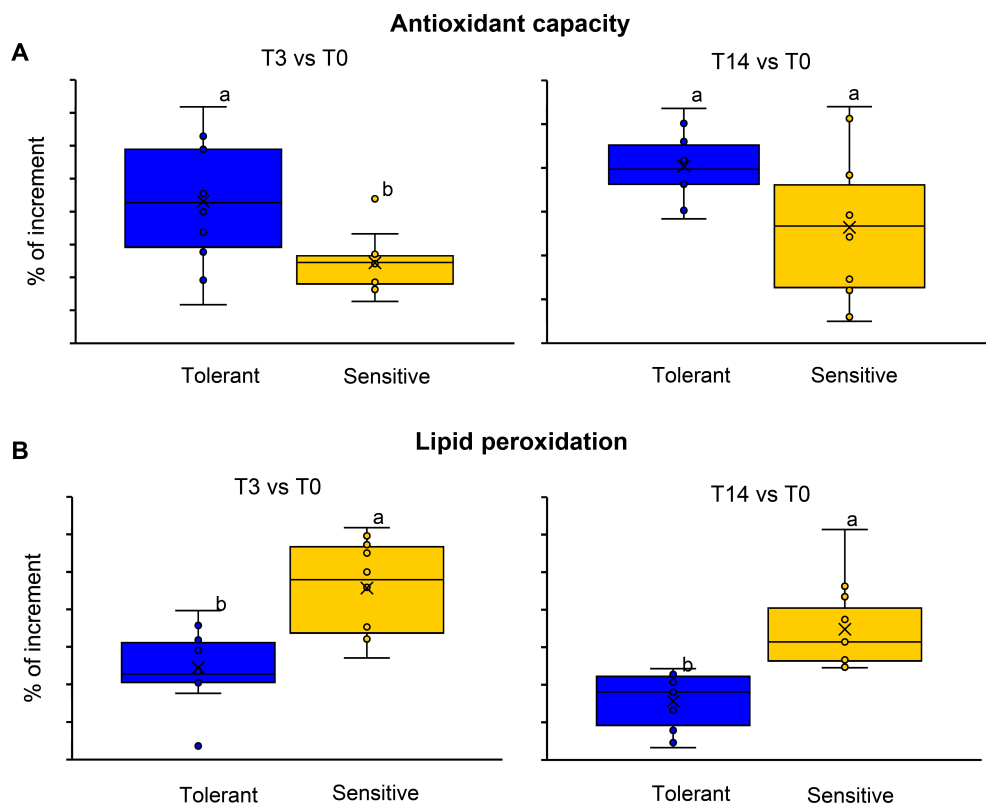 Antioxidant capacity
A
T3 vs T0
T14 vs T0
% of increment
a
b
a
a
Tolerant
Sensitive
Tolerant
Sensitive
Lipid peroxidation
B
T3 vs T0
T14 vs T0
% of increment
b
a
b
a
Tolerant
Sensitive
Tolerant
Sensitive